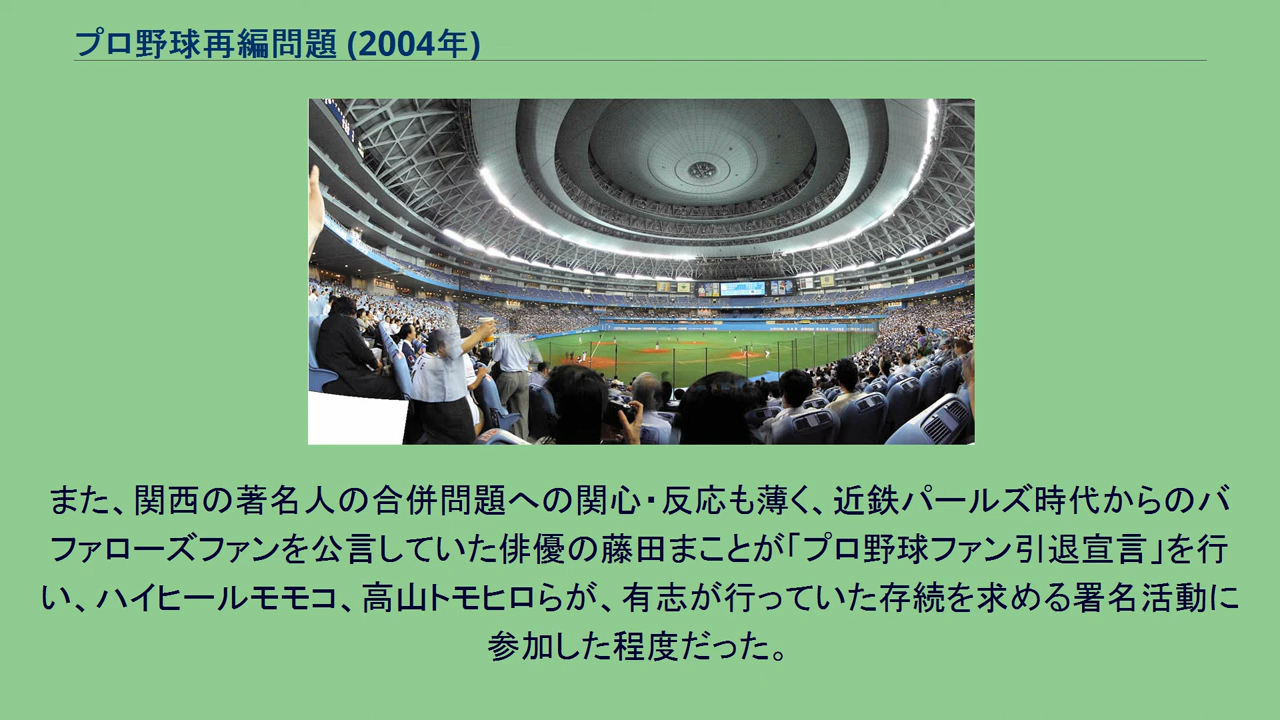 プロ野球再編問題 (2004年)
また、関西の著名人の合併問題への関心・反応も薄く、近鉄パールズ時代からのバ
ファローズファンを公言していた俳優の藤田まことが「プロ野球ファン引退宣言」を行
い、ハイヒールモモコ、高山トモヒロらが、有志が行っていた存続を求める署名活動に
参加した程度だった。